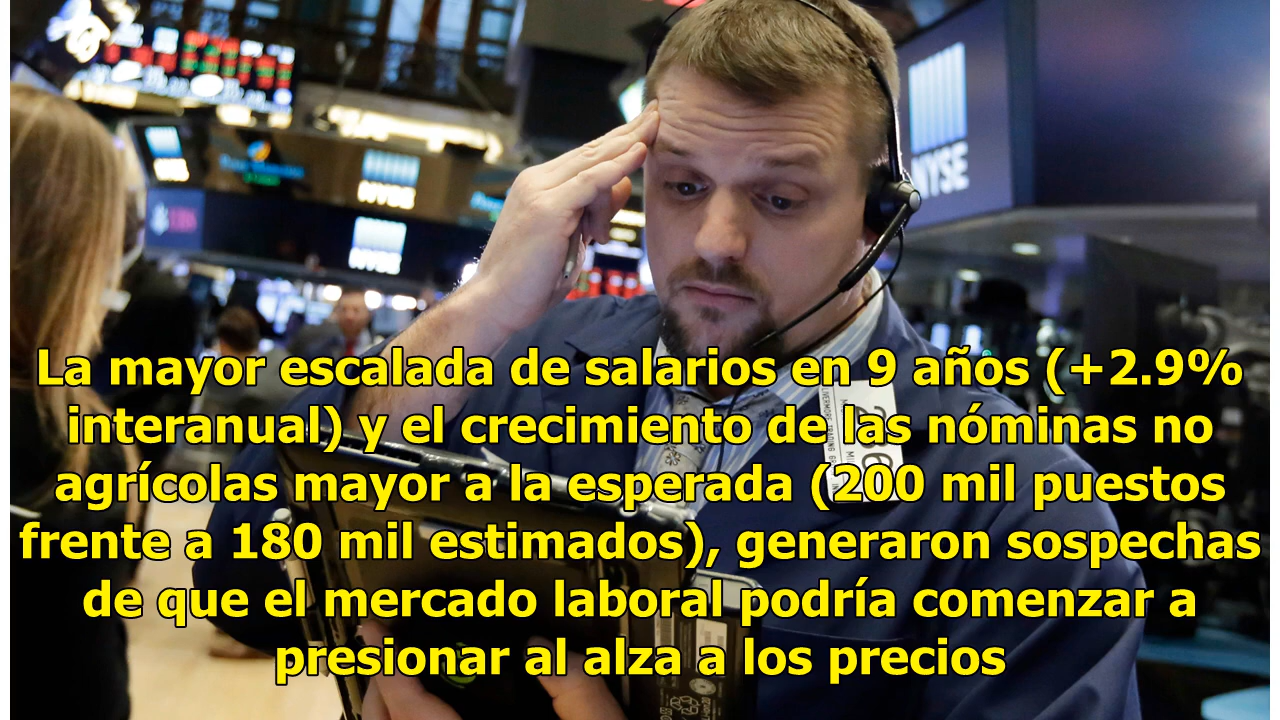 NYSE
NYSE
NYSE
La mayor escalada de salarios en 9 años (+2.9%
interanual) y el crecimiento de las nóminas no
agrícolas mayor a la esperada (200 mil puestos
frente a 180 mil estimados), generaron sospechas
de que el mercado laboral podría comenzar a
presionar al alza a los precios